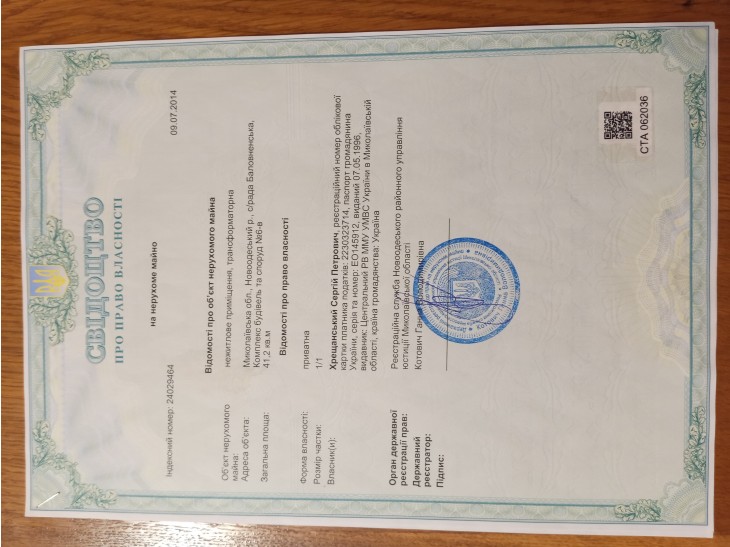 СВІДОЦТВО
ПРО ПРАВО ВЛАСНОСТІ
на нерухоме майно
Індексний номер: 24029464 09.07.2014
Відомості про об'єкт нерухомого майна
Об'єкт нерухомого нежитлове приміщення, трансформаторна
майна:
Адреса об'єкта: Миколаївська обл., Новоодеський р., с/рада Баловненська,
Комплекс будівель та споруд №6-в
Загальна площа: 41,2 кв.м
Відомості про право власності
Форма власності: приватна
Розмір частки: 1/1
Власник(и): Хрещанський Сергій Петрович, реєстраційний номер облікової
картки платника податків: 2230323714, паспорт громадянина
України, серія та номер: ЕО145912, виданий 07.05.1996,
видавник: Центральний РВ ММУ УМВС України в Миколаївській
області, країна громадянства: Україна
Орган державної Реєстраційна служба Новоодеського районного управління
реєстрації прав: юстиції Миколаївської області
Державний Котович Ганна
реєстратор:
Підпис:
СТА 062036